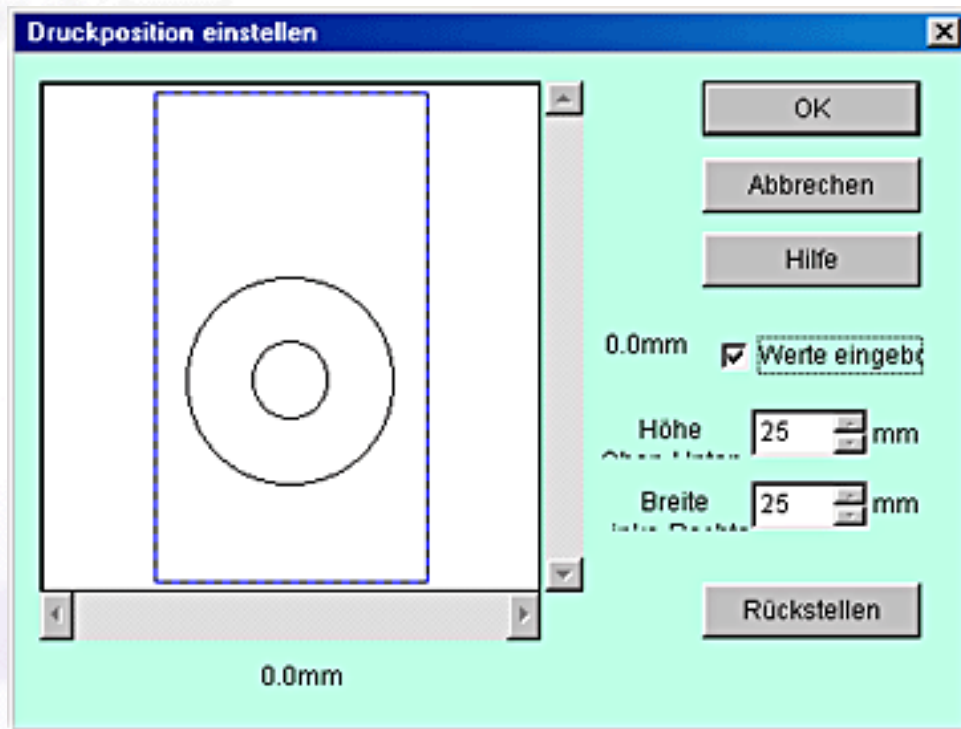 Druckposition einstellen
OK
Abbrechen
Hilfe
0.0mm
Werte eingeb
Höhe
25 mm
Breite
25 mm
Rückstellen
0.0mm